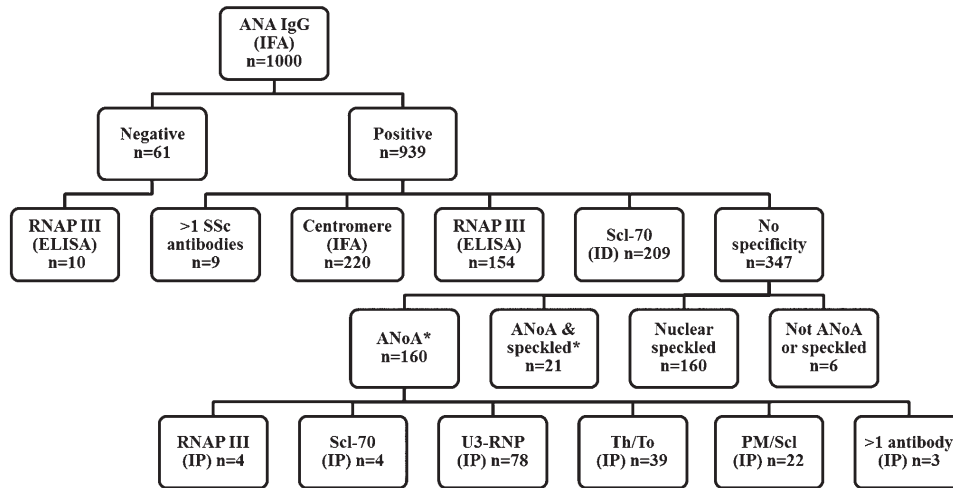 ANA IgG
(IFA)
n=1000
Negative
n=61
Positive
n=939
RNAP III
(ELISA)
n=10
>1 SSc
antibodies
n=9
Centromere
(IFA)
n=220
RNAP III
(ELISA)
n=154
Scl-70
(ID) n=209
No
specificity
n=347
ANoA*
n=160
ANoA &
speckled*
n=21
Nuclear
speckled
n=160
Not ANoA
or speckled
n=6
RNAP III
(IP) n=4
Scl-70
(IP) n=4
U3-RNP
(IP) n=78
Th/To
(IP) n=39
PM/Scl
(IP) n=22
>1 antibody
(IP) n=3